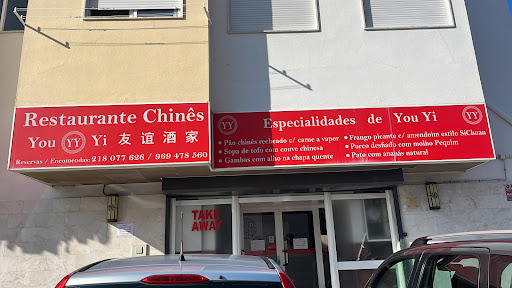 Restaurante Chinês
You YY Yi 友谊酒家
Reservas / Encomendas: 218 077 626 / 969 478 560
YY Especialidades de You Yi YY
• Pão chinês recheado c/ carne a vapor
• Sopa de tofu com couve chinesa
• Gambas com alho na chapa quente
• Frango picante c/ amendoim estilo SiChuan
• Porco desfiado com molho Pequim
• Pato com ananás natural
TAKE
AWAY